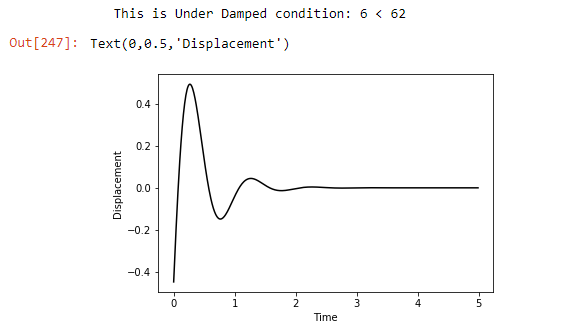 This is Under Damped condition: 6 < 62
Out[247]: Text(0,0.5,'Displacement')
0.4
0.2
0.0
−0.2
−0.4
Displacement
0 1 2 3 4 5
Time